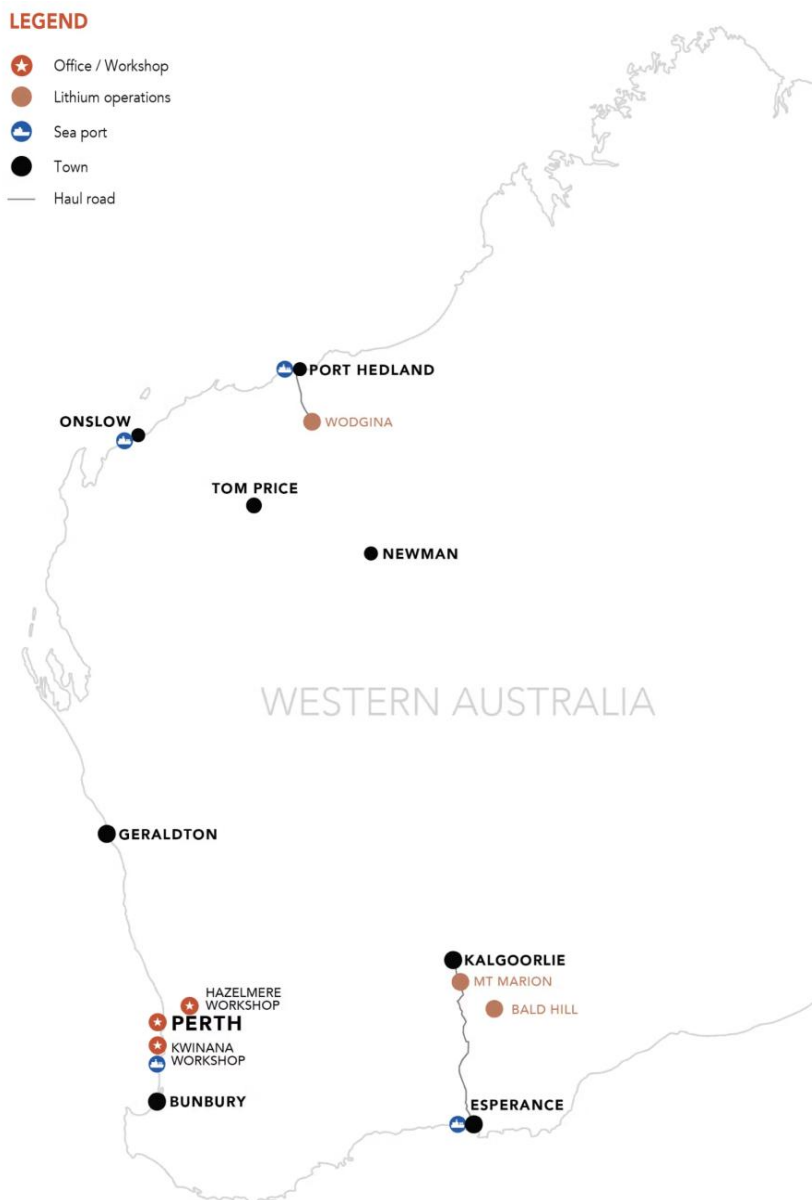 LEGEND
Office / Workshop
Lithium operations
Sea port
Town
Haul road
PORT HEDLAND
WODGINA
ONSLOW
TOM PRICE
NEWMAN
WESTERN AUSTRALIA
GERALDTON
KALGOORLIE
MT MARION
BALD HILL
HAZELMERE
WORKSHOP
PERTH
KWINANA
WORKSHOP
BUNBURY
ESPERANCE